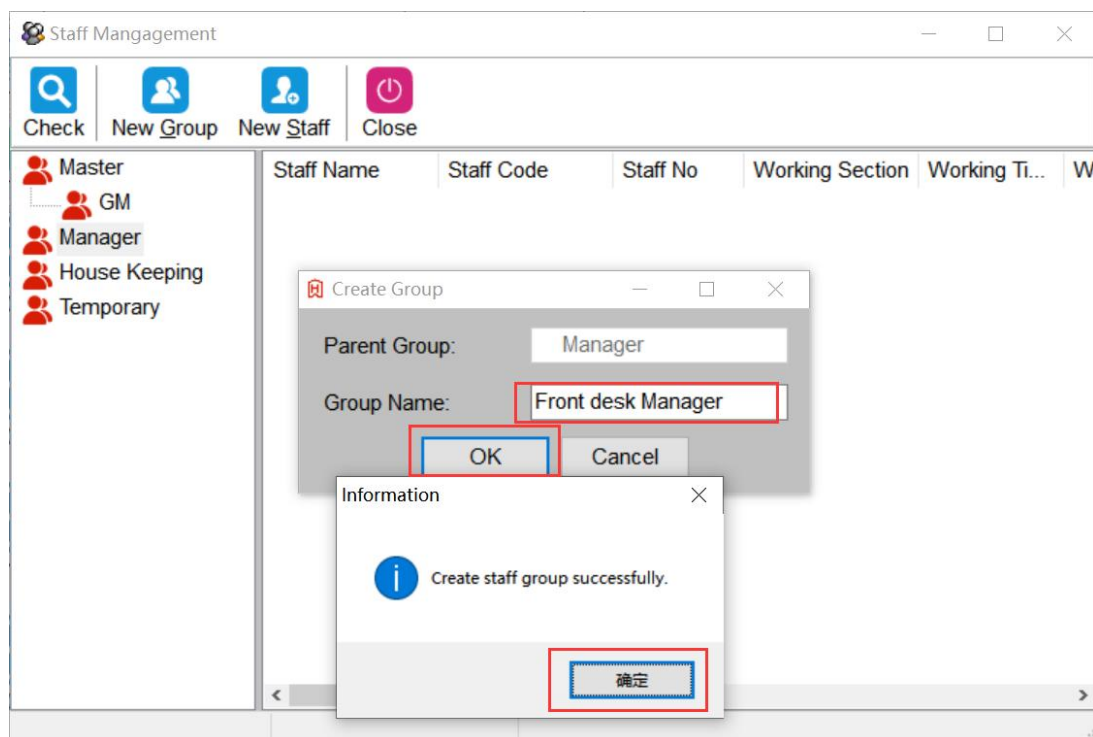 Staff Mangagement
Check New Group New Staff Close
Master
GM
Manager
House Keeping
Temporary
Staff Name Staff Code Staff No Working Section Working Ti... W
Create Group
Parent Group: Manager
Group Name: Front desk Manager
OK Cancel
Information
Create staff group successfully.
确定